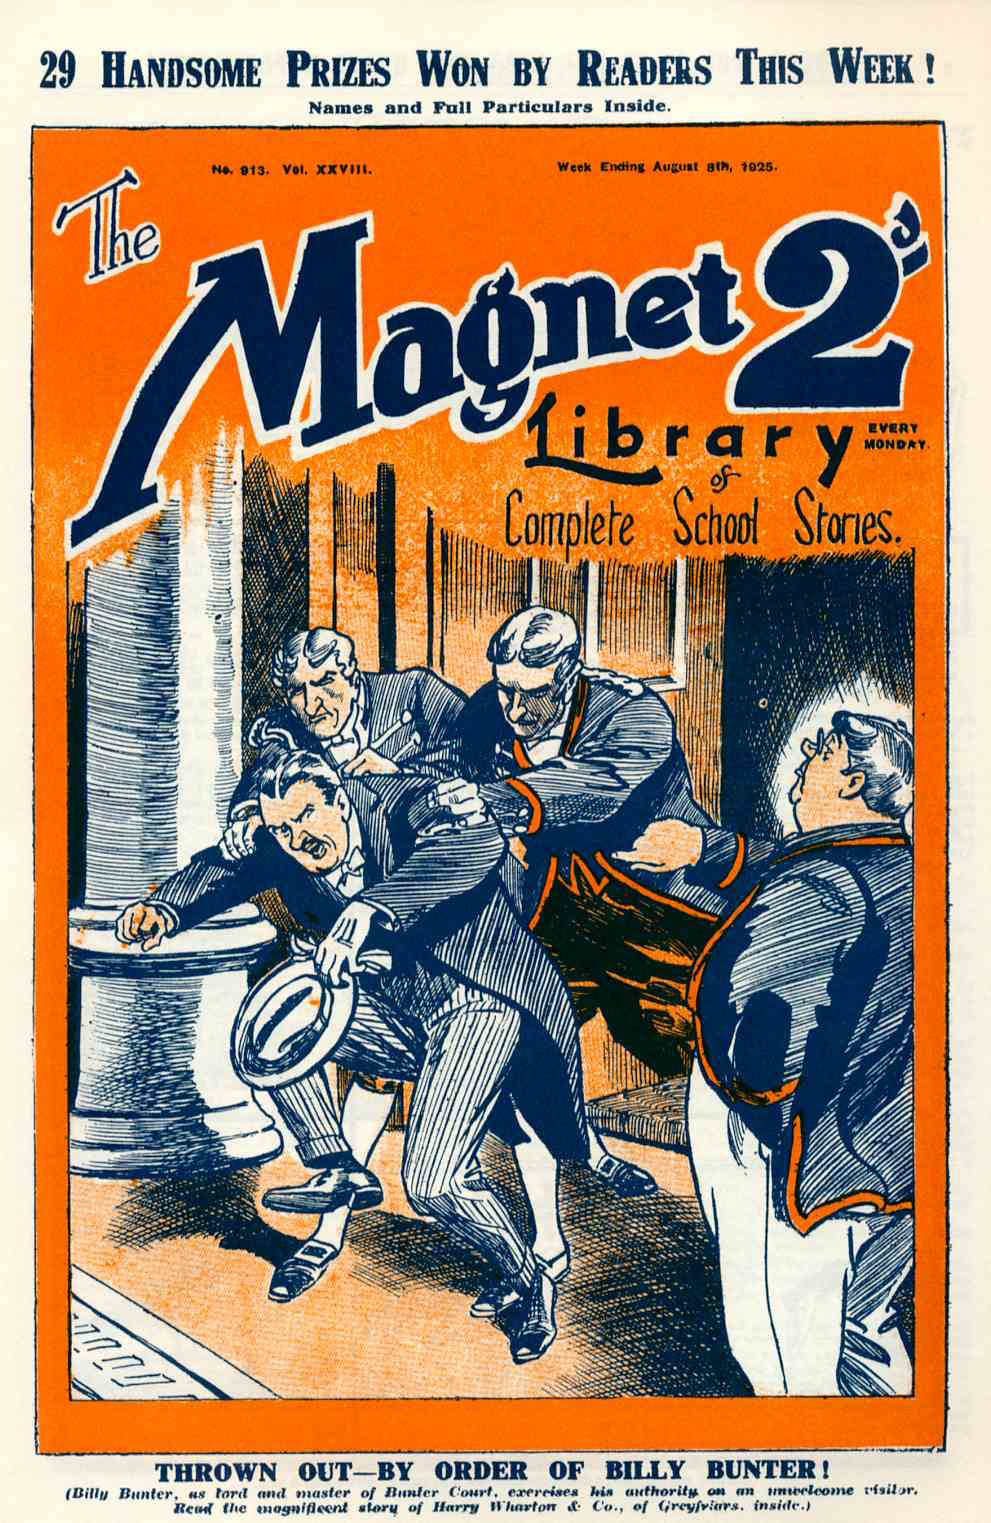 29 HANDSOME PRIZES WON BY READERS THIS WEEK!
Names and Full Particulars Inside.
No. 913. Vol. XXVIII.
Week Ending August 8th, 1925.
The
Magnet 2d
Library
EVERY
MONDAY.
of
Complete School Stories.
THROWN OUT—BY ORDER OF BILLY BUNTER!
(Billy Bunter, as lord and master of Bunter Court, exercises his authority on an unwelcome visitor.
Read the magnificent story of Harry Wharton & Co., of Greyfriars, inside.)